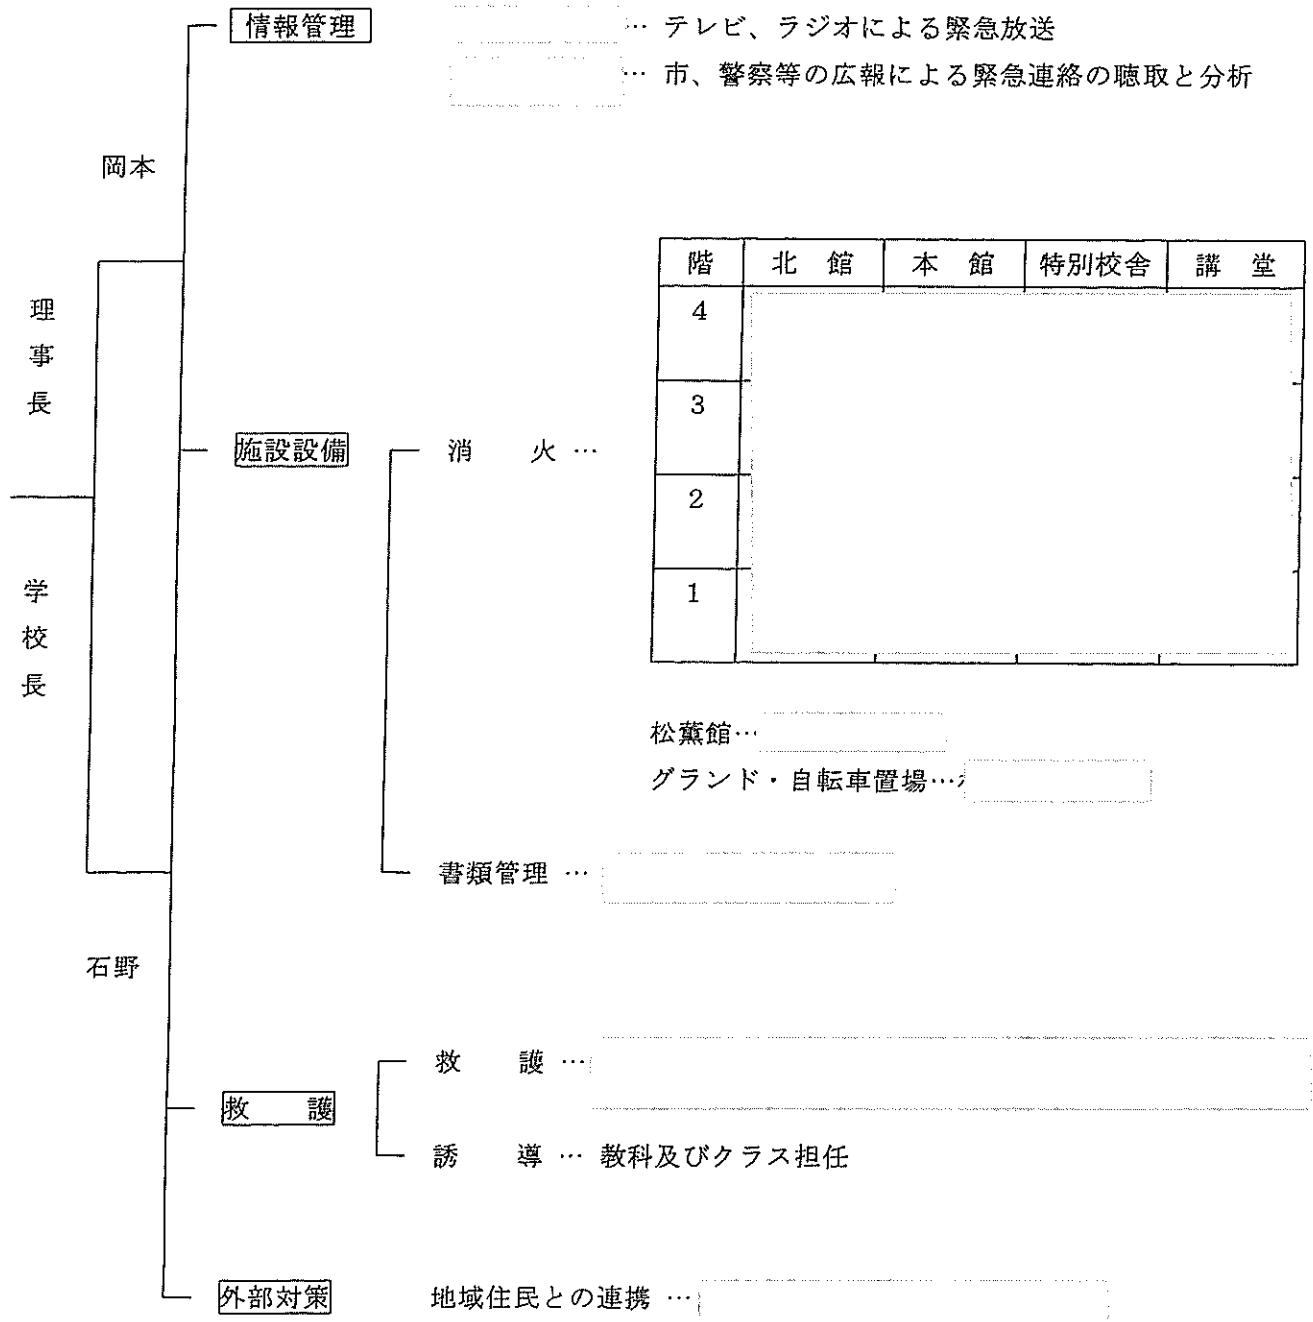 情報管理
… テレビ、ラジオによる緊急放送
… 市、警察等の広報による緊急連絡の聴取と分析
岡本
階 北館 本館 特別校舎 講堂
4
3
2
1
理事長
施設設備
消火 …
学校長
松薫館…
グランド・自転車置場…
書類管理 …
石野
救護
救護 …
誘導 … 教科及びクラス担任
外部対策 地域住民との連携 …